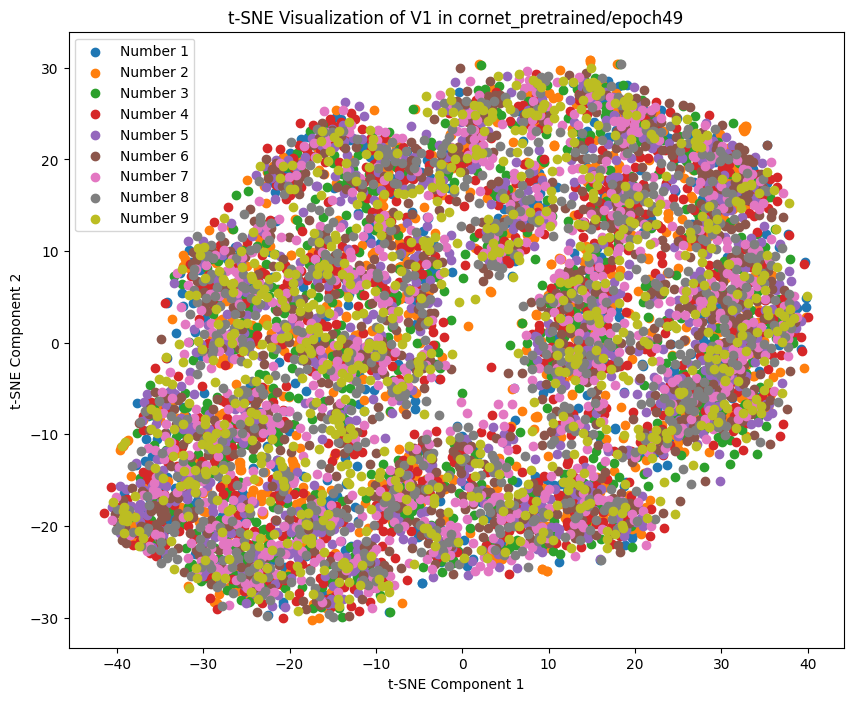 t-SNE Visualization of V1 in cornet_pretrained/epoch49
Number 1
Number 2
Number 3
Number 4
Number 5
Number 6
Number 7
Number 8
Number 9
t-SNE Component 2
30
20
10
0
−10
−20
−30
−40 −30 −20 −10 0 10 20 30 40
t-SNE Component 1